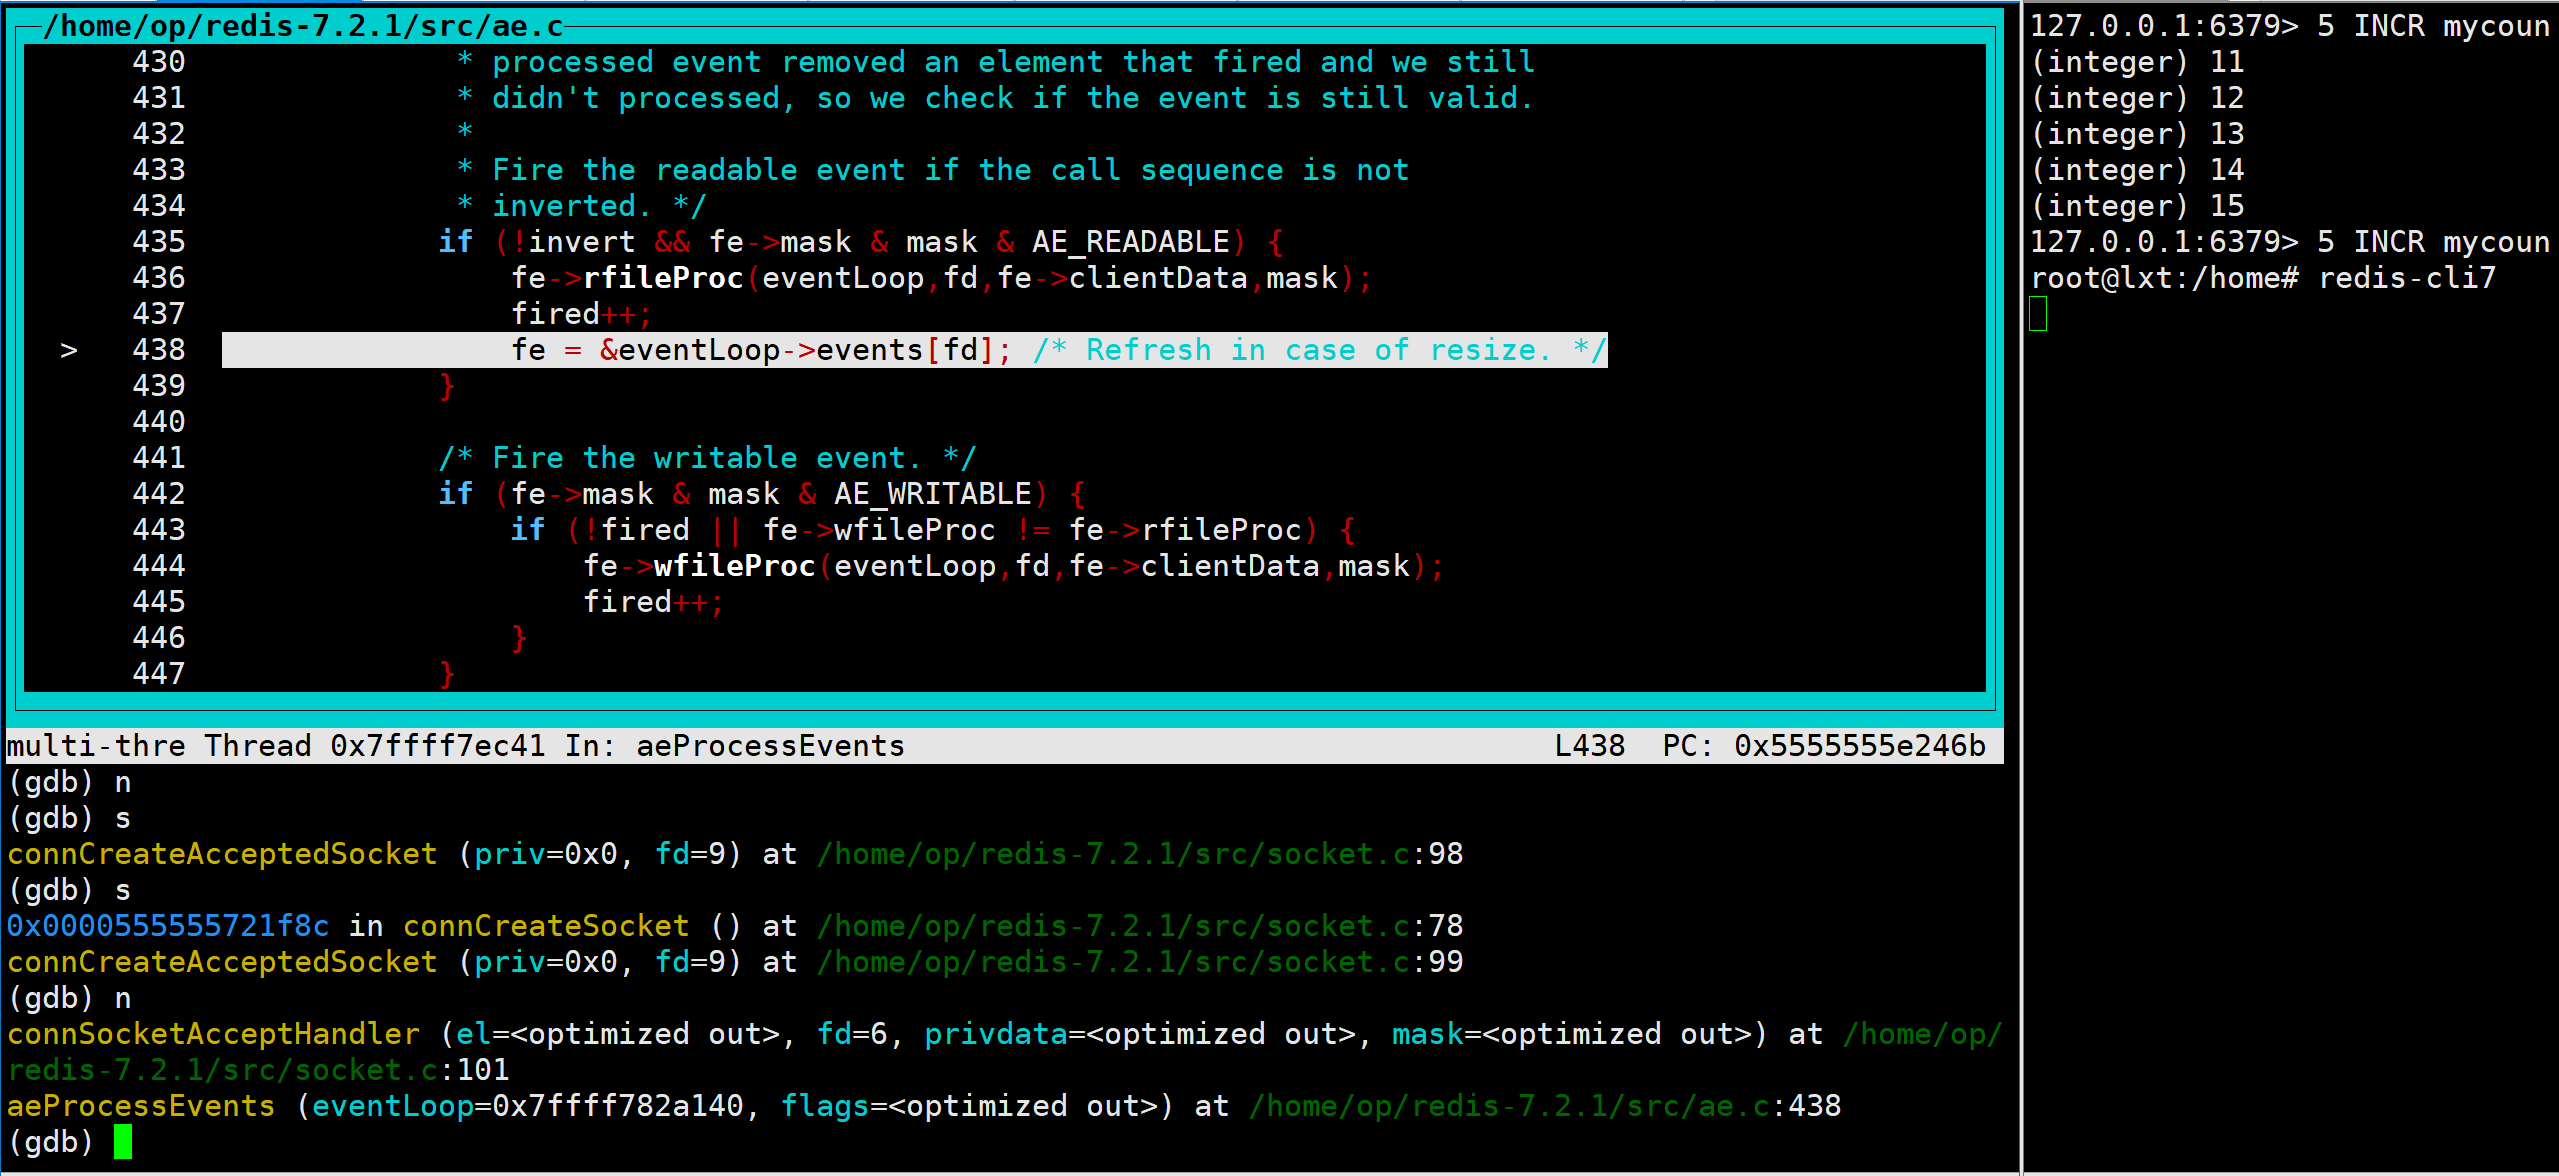 /home/op/redis-7.2.1/src/ae.c
430 * processed event removed an element that fired and we still
431 * didn't processed, so we check if the event is still valid.
432 *
433 * Fire the readable event if the call sequence is not
434 * inverted. */
435 if (!invert && fe->mask & mask & AE_READABLE) {
436 fe->rfileProc(eventLoop,fd,fe->clientData,mask);
437 fired++;
> 438 fe = &eventLoop->events[fd]; /* Refresh in case of resize. */
439 }
440
441 /* Fire the writable event. */
442 if (fe->mask & mask & AE_WRITABLE) {
443 if (!fired || fe->wfileProc != fe->rfileProc) {
444 fe->wfileProc(eventLoop,fd,fe->clientData,mask);
445 fired++;
446 }
447 }
multi-thre Thread 0x7ffff7ec41 In: aeProcessEvents L438 PC: 0x5555555e246b
(gdb) n
(gdb) s
connCreateAcceptedSocket (priv=0x0, fd=9) at /home/op/redis-7.2.1/src/socket.c:98
(gdb) s
0x0000555555721f8c in connCreateSocket () at /home/op/redis-7.2.1/src/socket.c:78
connCreateAcceptedSocket (priv=0x0, fd=9) at /home/op/redis-7.2.1/src/socket.c:99
(gdb) n
connSocketAcceptHandler (el=<optimized out>, fd=6, privdata=<optimized out>, mask=<optimized out>) at /home/op/
redis-7.2.1/src/socket.c:101
aeProcessEvents (eventLoop=0x7ffff782a140, flags=<optimized out>) at /home/op/redis-7.2.1/src/ae.c:438
(gdb)
127.0.0.1:6379> 5 INCR mycoun
(integer) 11
(integer) 12
(integer) 13
(integer) 14
(integer) 15
127.0.0.1:6379> 5 INCR mycoun
root@lxt:/home# redis-cli7